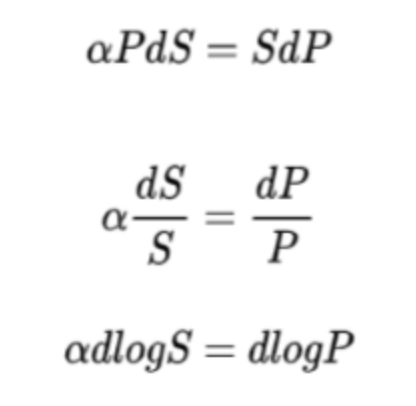 αPdS = SdP
α dS/S = dP/P
αdlogS = dlogP